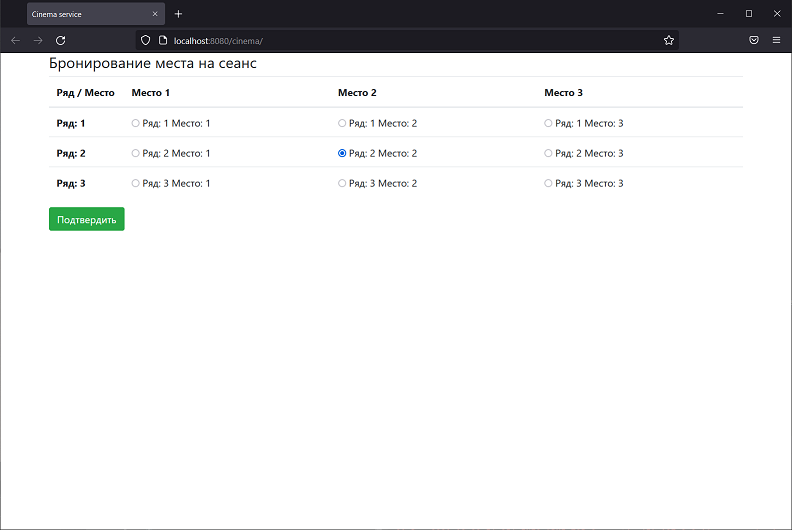 Cinema service
localhost:8080/cinema/
Бронирование места на сеанс
Ряд / Место Место 1 Место 2 Место 3
Ряд: 1 Ряд: 1 Место: 1 Ряд: 1 Место: 2 Ряд: 1 Место: 3
Ряд: 2 Ряд: 2 Место: 1 Ряд: 2 Место: 2 Ряд: 2 Место: 3
Ряд: 3 Ряд: 3 Место: 1 Ряд: 3 Место: 2 Ряд: 3 Место: 3
Подтвердить